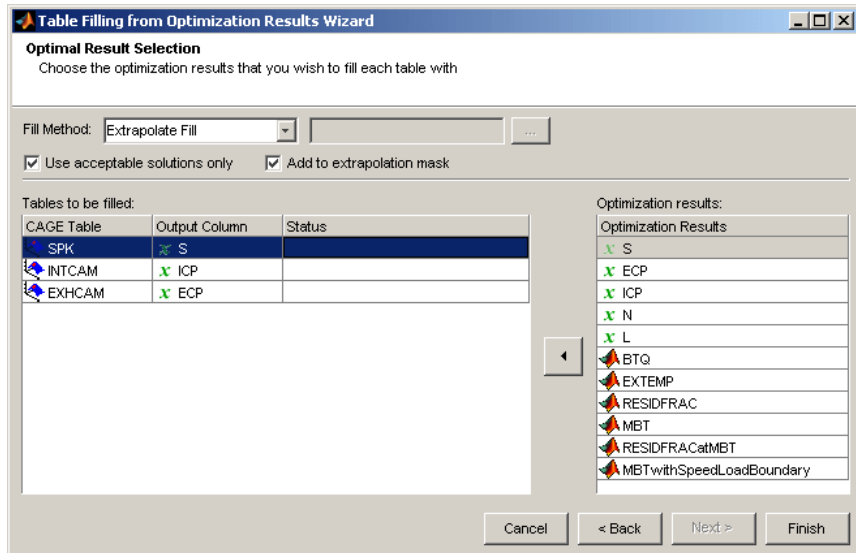 Table Filling from Optimization Results Wizard
Optimal Result Selection
Choose the optimization results that you wish to fill each table with
Fill Method: Extrapolate Fill ...
Use acceptable solutions only Add to extrapolation mask
Tables to be filled:
CAGE Table Output Column Status
SPK S
INTCAM x ICP
EXHCAM x ECP
Optimization results:
Optimization Results
x S
x ECP
x ICP
x N
x L
BTQ
EXTEMP
RESIDFRAC
MBT
RESIDFRACatMBT
MBTwithSpeedLoadBoundary
Cancel < Back Next > Finish